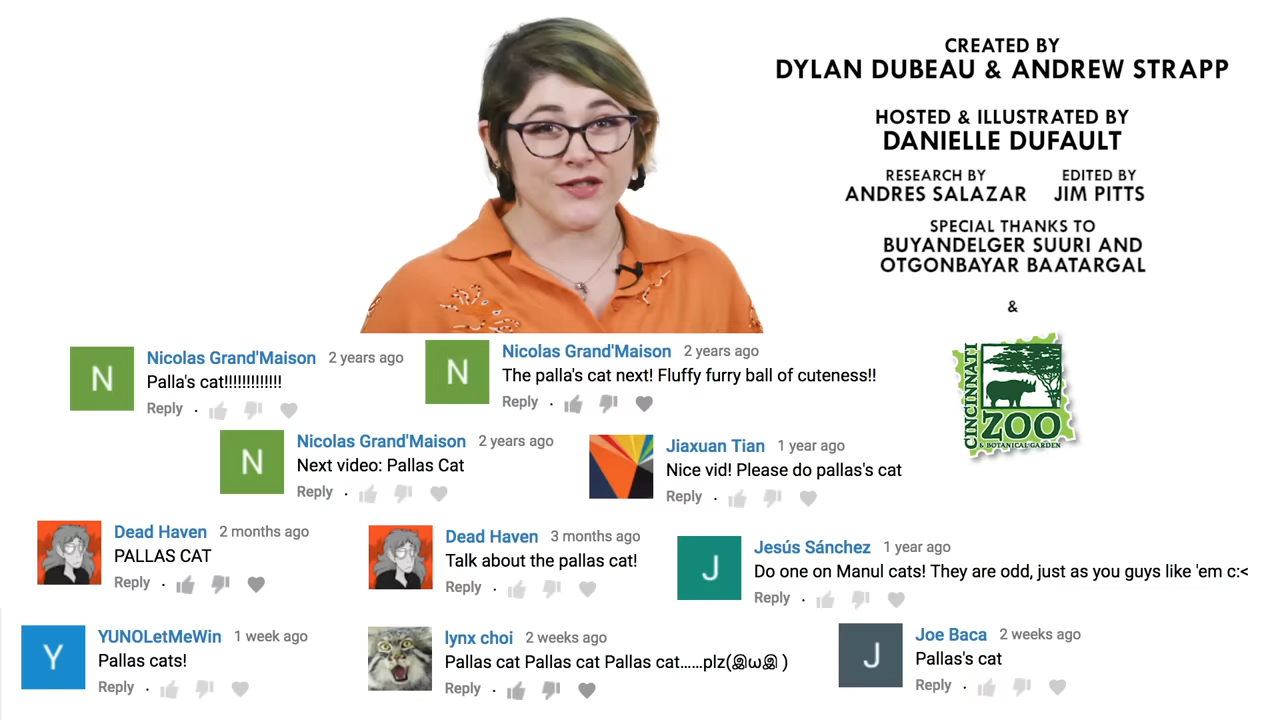 CREATED BY
DYLAN DUBEAU & ANDREW STRAPP
HOSTED & ILLUSTRATED BY
DANIELLE DUFAULT
RESEARCH BY
ANDRES SALAZAR
EDITED BY
JIM PITTS
SPECIAL THANKS TO
BUYANDELGER SUURI AND
OTGONBAYAR BAATARGAL
&
CINCINNATI
ZOO
& BOTANICAL GARDEN
N
Nicolas Grand'Maison 2 years ago
Palla's cat!!!!!!!!!!!!!
Reply ·
N
Nicolas Grand'Maison 2 years ago
The palla's cat next! Fluffy furry ball of cuteness!!
Reply ·
N
Nicolas Grand'Maison 2 years ago
Next video: Pallas Cat
Reply ·
Jiaxuan Tian 1 year ago
Nice vid! Please do pallas's cat
Reply ·
Dead Haven 2 months ago
PALLAS CAT
Reply ·
Dead Haven 3 months ago
Talk about the pallas cat!
Reply ·
J
Jesús Sánchez 1 year ago
Do one on Manul cats! They are odd, just as you guys like 'em c:<
Reply ·
Y
YUNOLetMeWin 1 week ago
Pallas cats!
Reply ·
lynx choi 2 weeks ago
Pallas cat Pallas cat Pallas cat......plz(இωஇ )
Reply ·
J
Joe Baca 2 weeks ago
Pallas's cat
Reply ·